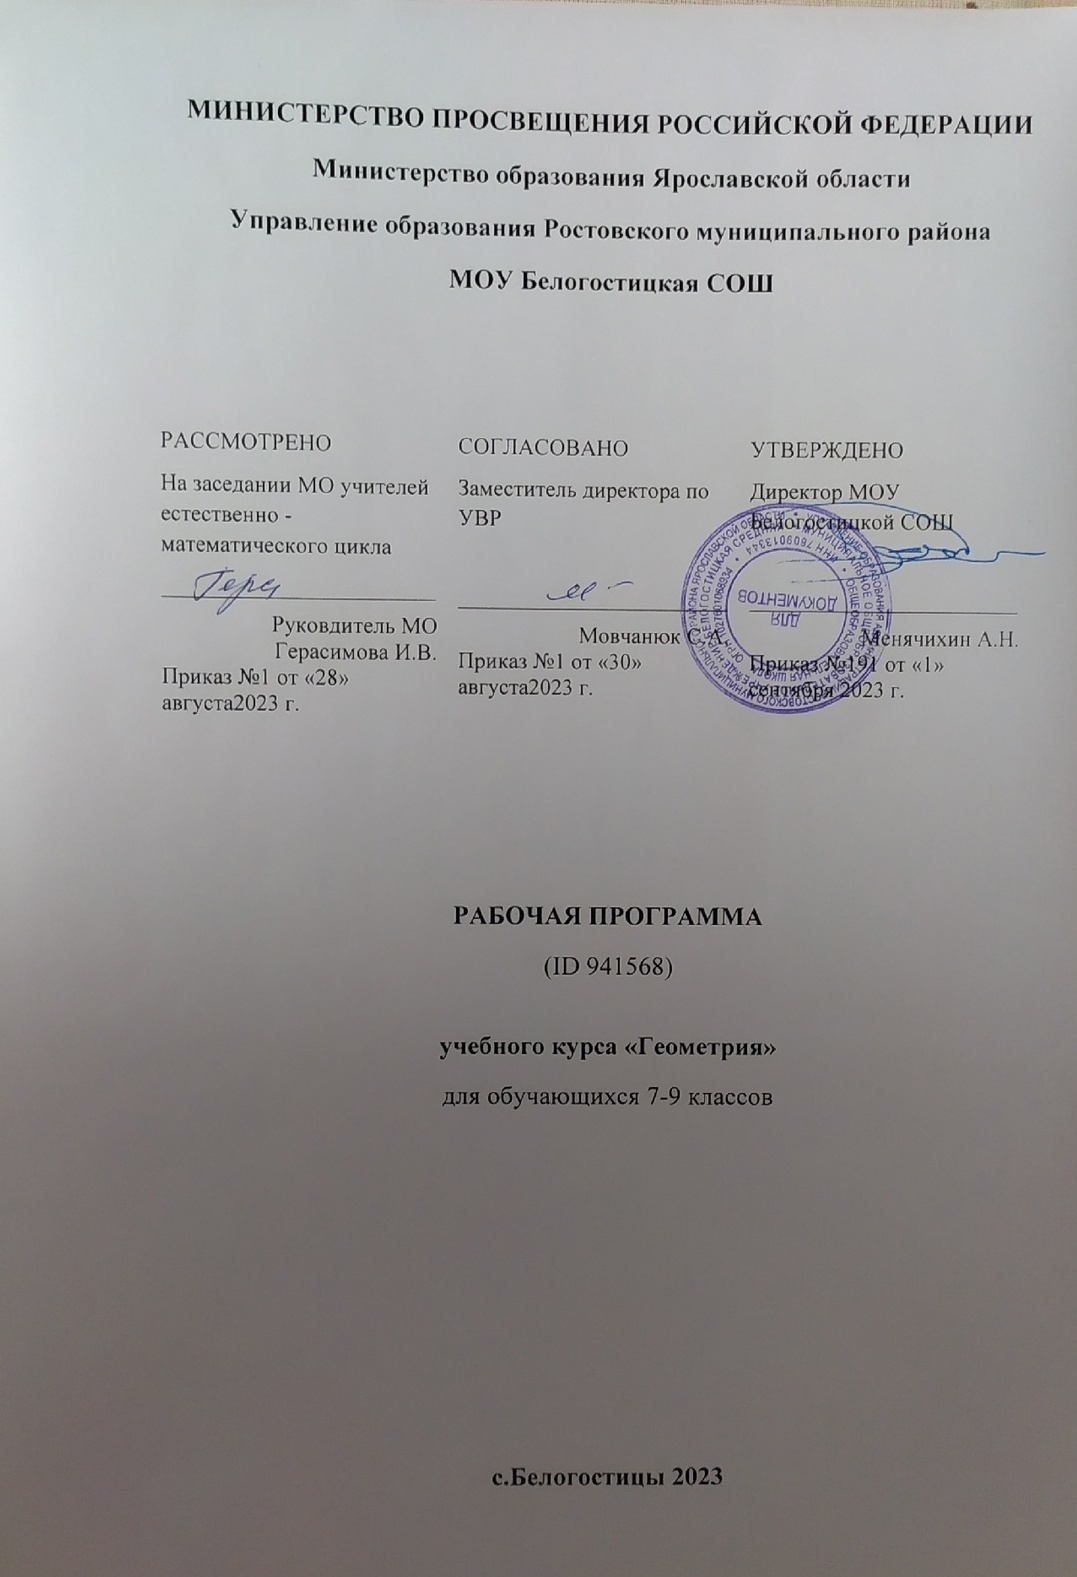 МИНИСТЕРСТВО ПРОСВЕЩЕНИЯ РОССИЙСКОЙ ФЕДЕРАЦИИ
Министерство образования Ярославской области
Управление образования Ростовского муниципального района
МОУ Белогостицкая СОШ
РАССМОТРЕНО
На заседании МО учителей
естественно -
математического цикла
Руковдитель МО
Герасимова И.В.
Приказ №1 от «28»
августа2023 г.
СОГЛАСОВАНО
Заместитель директора по
УВР
Мовчанюк С.А.
Приказ №1 от «30»
августа2023 г.
УТВЕРЖДЕНО
Директор МОУ
Белогостицкой СОШ
Менячихин А.Н.
Приказ №191 от «1»
сентября 2023 г.
ДЛЯ
ДОКУМЕНТОВ
РАБОЧАЯ ПРОГРАММА
(ID 941568)
учебного курса «Геометрия»
для обучающихся 7-9 классов
с.Белогостицы 2023